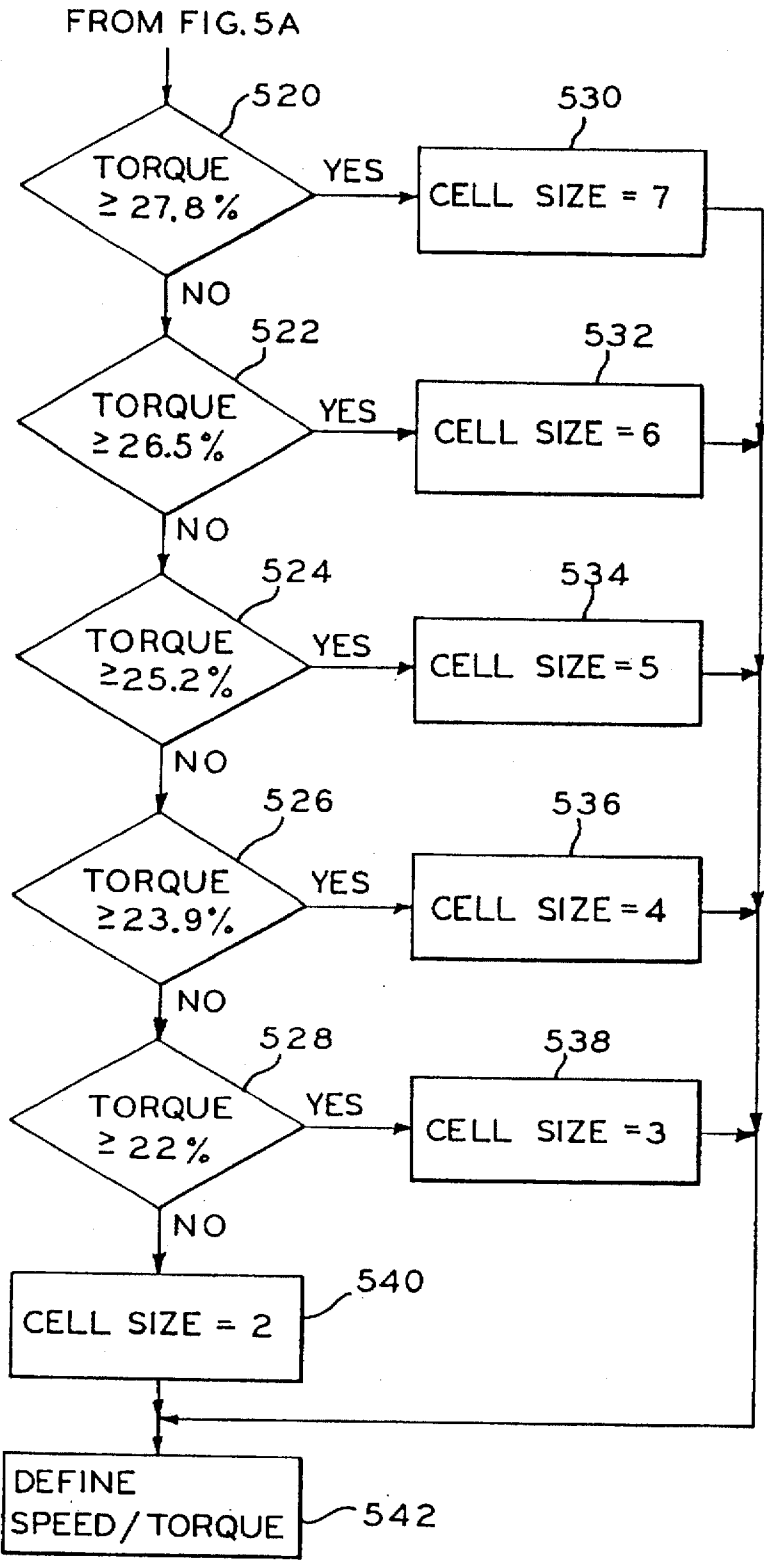 FROM FIG. 5A
520
TORQUE
≥ 27.8%
YES
530
CELL SIZE = 7
NO
522
TORQUE
≥ 26.5%
YES
532
CELL SIZE = 6
NO
524
TORQUE
≥ 25.2%
YES
534
CELL SIZE = 5
NO
526
TORQUE
≥ 23.9%
YES
536
CELL SIZE = 4
NO
528
TORQUE
≥ 22%
YES
538
CELL SIZE = 3
NO
540
CELL SIZE = 2
DEFINE
SPEED/TORQUE
542